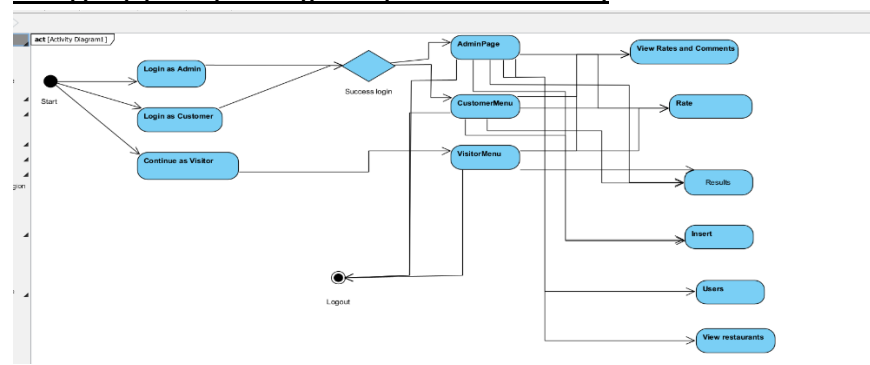 act [Activity Diagram1 ]
AdminPage
View Rates and Comments
Login as Admin
Success login
Start
CustomerMenu
Rate
Login as Customer
VisitorMenu
Continue as Visitor
Results
gion
Insert
Logout
Users
View restaurants